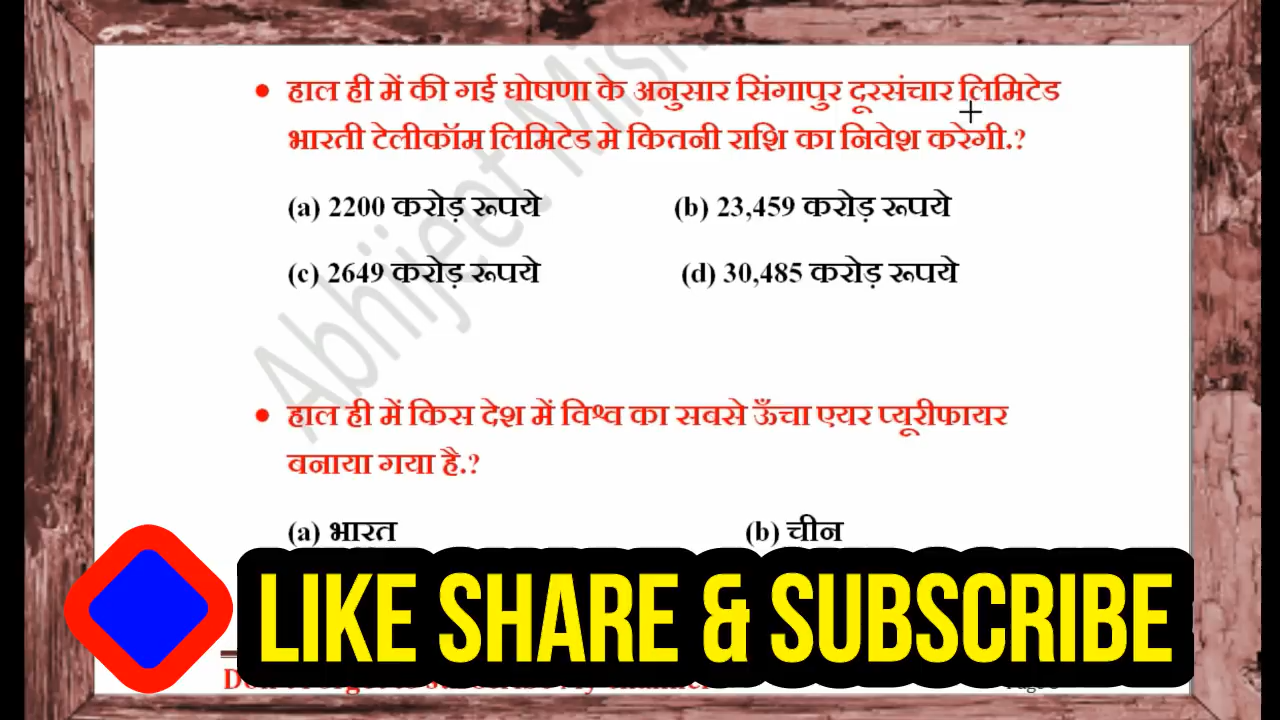 हाल ही में की गई घोषणा के अनुसार सिंगापुर दूरसंचार लिमिटेड
भारती टेलीकॉम लिमिटेड मे कितनी राशि का निवेश करेगी.?
(a) 2200 करोड़ रूपये (b) 23,459 करोड़ रूपये
(c) 2649 करोड़ रूपये (d) 30,485 करोड़ रूपये
हाल ही में किस देश में विश्व का सबसे ऊँचा एयर प्यूरीफायर
बनाया गया है.?
(a) भारत (b) चीन
LIKE SHARE & SUBSCRIBE
Abhijeet